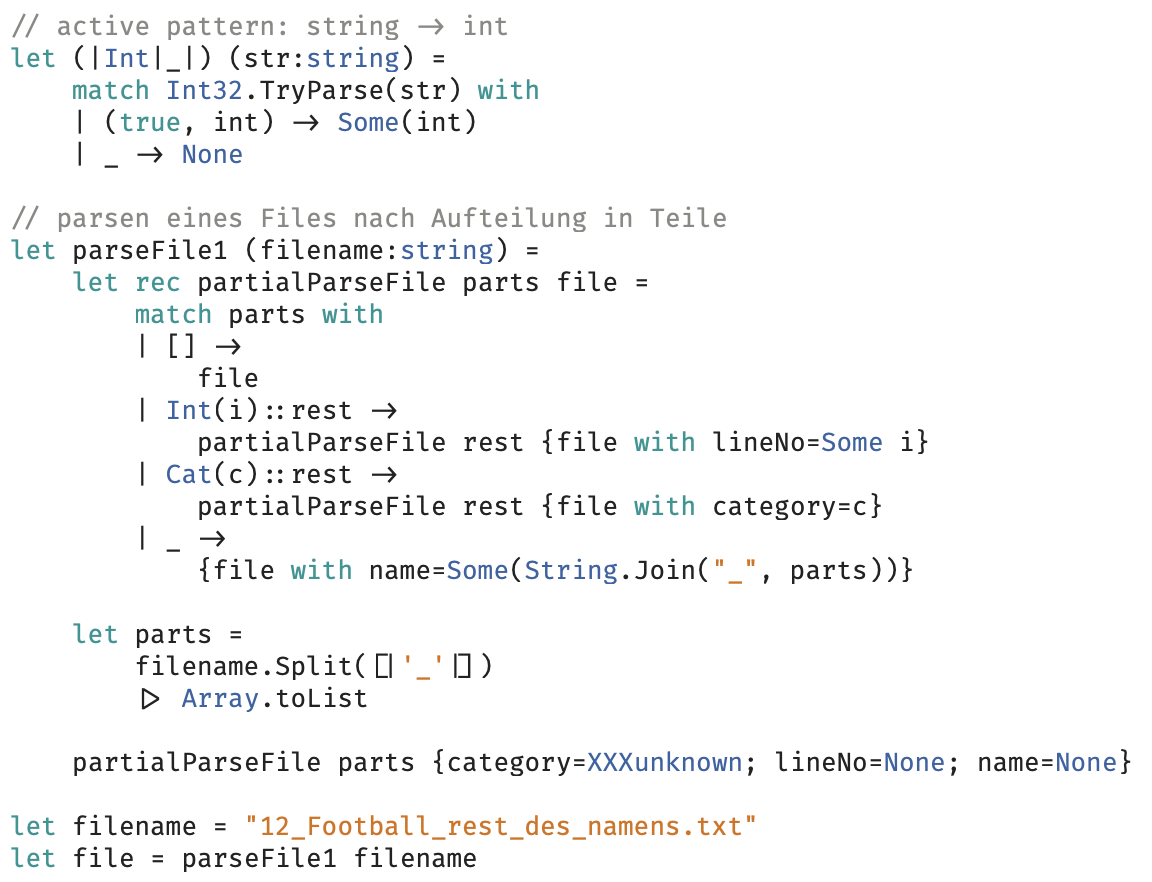 // active pattern: string -> int
let (|Int|_|) (str:string) =
    match Int32.TryParse(str) with
    | (true, int) -> Some(int)
    | _ -> None

// parsen eines Files nach Aufteilung in Teile
let parseFile1 (filename:string) =
    let rec partialParseFile parts file =
        match parts with
        | [] ->
            file
        | Int(i)::rest ->
            partialParseFile rest {file with lineNo=Some i}
        | Cat(c)::rest ->
            partialParseFile rest {file with category=c}
        | _ ->
            {file with name=Some(String.Join("_", parts))}

    let parts =
        filename.Split([|'_'|])
        |> Array.toList

    partialParseFile parts {category=XXXunknown; lineNo=None; name=None}

let filename = "12_Football_rest_des_namens.txt"
let file = parseFile1 filename